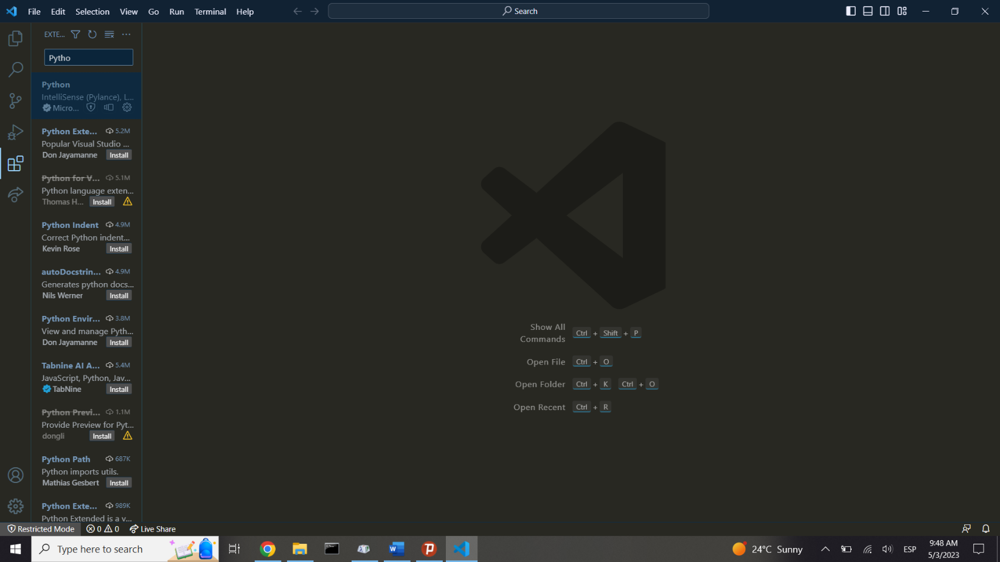 File Edit Selection View Go Run Terminal Help
Search
EXTE...
Pytho
Python
IntelliSense (Pylance), L...
Micro...
Python Exte... 5.2M
Popular Visual Studio ...
Don Jayamanne Install
Python for V... 5.1M
Python language exten...
Thomas H... Install
Python Indent 4.9M
Correct Python indent...
Kevin Rose Install
autoDocstrin... 4.9M
Generates python docs...
Nils Werner Install
Python Envir... 3.8M
View and manage Pyth...
Don Jayamanne Install
Tabnine AI A... 5.4M
JavaScript, Python, Jav...
TabNine Install
Python Previ... 1.1M
Provide Preview for Pyt...
dongli Install
Python Path 687K
Python imports utils.
Mathias Gesbert Install
Python Exte... 989K
Python Extended is a v...
Show All
Commands Ctrl + Shift + P
Open File Ctrl + O
Open Folder Ctrl + K Ctrl + O
Open Recent Ctrl + R
Restricted Mode 0 0 Live Share
Type here to search
24°C Sunny
ESP
9:48 AM
5/3/2023